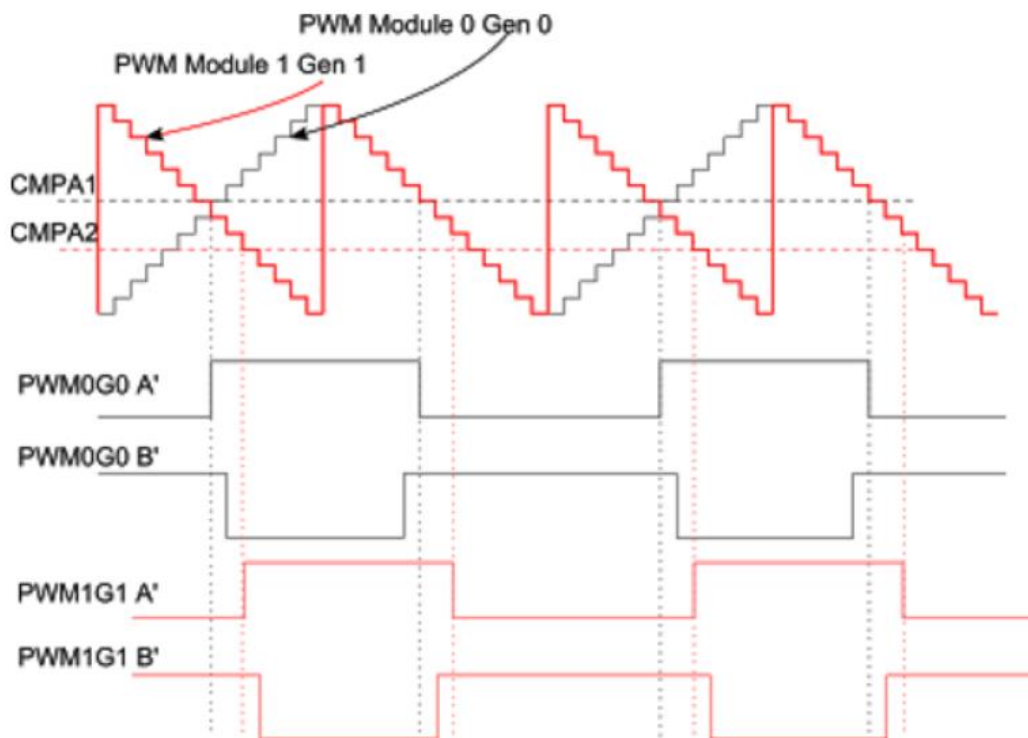 PWM Module 0 Gen 0
PWM Module 1 Gen 1
CMPA1
CMPA2
PWM0G0 A'
PWM0G0 B'
PWM1G1 A'
PWM1G1 B'